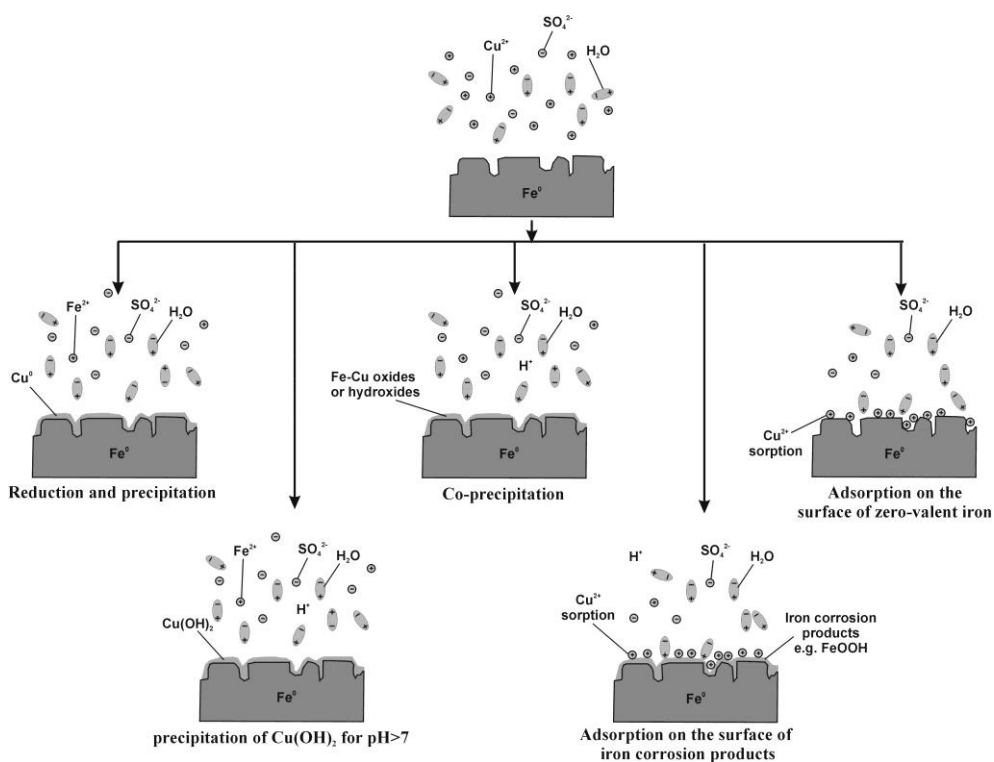 SO₄²⁻
Cu²⁺
H₂O
Fe⁰
Fe²⁺
SO₄²⁻
H₂O
Cu⁰
Fe⁰
Reduction and precipitation
SO₄²⁻
H₂O
H⁺
Fe-Cu oxides
or hydroxides
Fe⁰
Co-precipitation
SO₄²⁻
H₂O
Cu²⁺
sorption
Fe⁰
Adsorption on the
surface of zero-valent iron
Fe²⁺
SO₄²⁻
H₂O
H⁺
Cu(OH)₂
Fe⁰
precipitation of Cu(OH)₂ for pH>7
H⁺
SO₄²⁻
H₂O
Cu²⁺
sorption
Iron corrosion
products
e.g. FeOOH
Fe⁰
Adsorption on the surface of
iron corrosion products